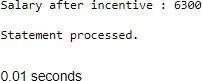 Salary after incentive : 6300
Statement processed.
0.01 seconds